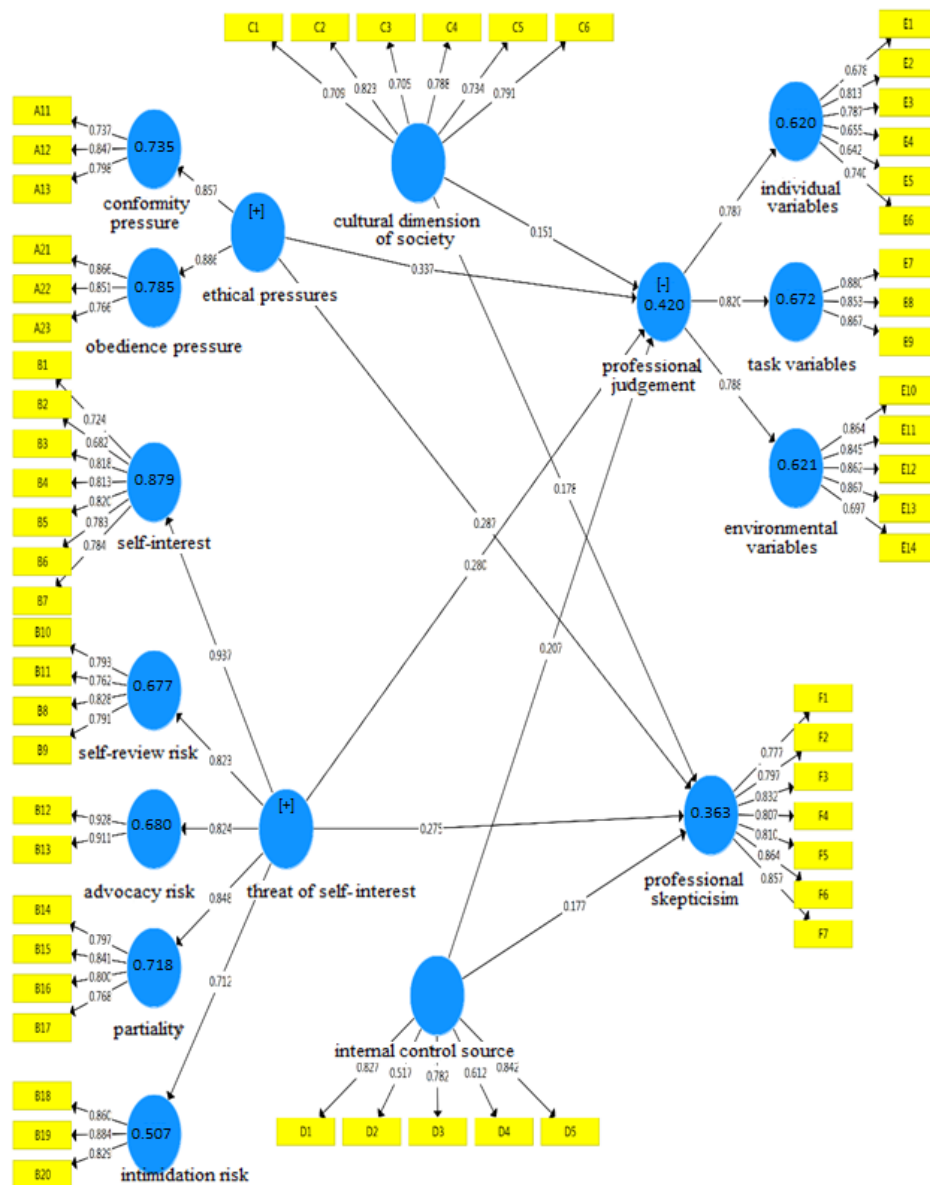 C1 C2 C3 C4 C5 C6
0.709 0.823 0.705 0.788 0.734 0.791
cultural dimension
of society
A11
A12
A13
0.737
0.847
0.798
0.735
conformity
pressure
0.857
[+]
ethical pressures
0.886
A21
A22
A23
0.866
0.851
0.766
0.785
obedience pressure
B1
B2
B3
B4
B5
B6
B7
0.724
0.682
0.818
0.813
0.820
0.783
0.784
0.879
self-interest
0.937
B10
B11
B8
B9
0.793
0.762
0.828
0.791
0.677
self-review risk
0.823
B12
B13
0.928
0.911
0.680
advocacy risk
0.824
[+]
threat of self-interest
B14
B15
B16
B17
0.797
0.841
0.800
0.768
0.718
partiality
0.848
B18
B19
B20
0.860
0.884
0.829
0.507
intimidation risk
0.712
0.151
0.337
0.287
0.280
0.178
0.207
0.275
0.177
[-]
0.420
professional
judgement
0.787
0.820
0.788
0.620
individual
variables
0.678
0.813
0.787
0.655
0.642
0.740
E1
E2
E3
E4
E5
E6
0.672
task variables
0.880
0.853
0.867
E7
E8
E9
0.621
environmental
variables
0.864
0.845
0.862
0.867
0.697
E10
E11
E12
E13
E14
0.363
professional
skepticisim
0.777
0.797
0.832
0.807
0.810
0.864
0.857
F1
F2
F3
F4
F5
F6
F7
internal control source
0.827 0.517 0.782 0.612 0.842
D1 D2 D3 D4 D5